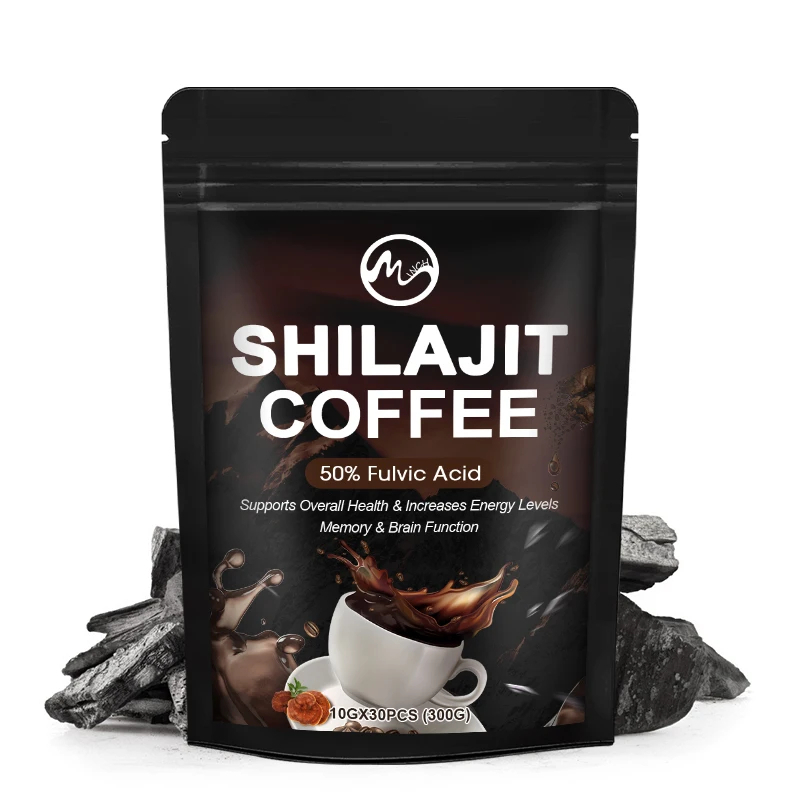 MINCH
SHILAJIT
COFFEE
50% Fulvic Acid
Supports Overall Health & Increases Energy Levels
Memory & Brain Function
10GX30PCS (300G)